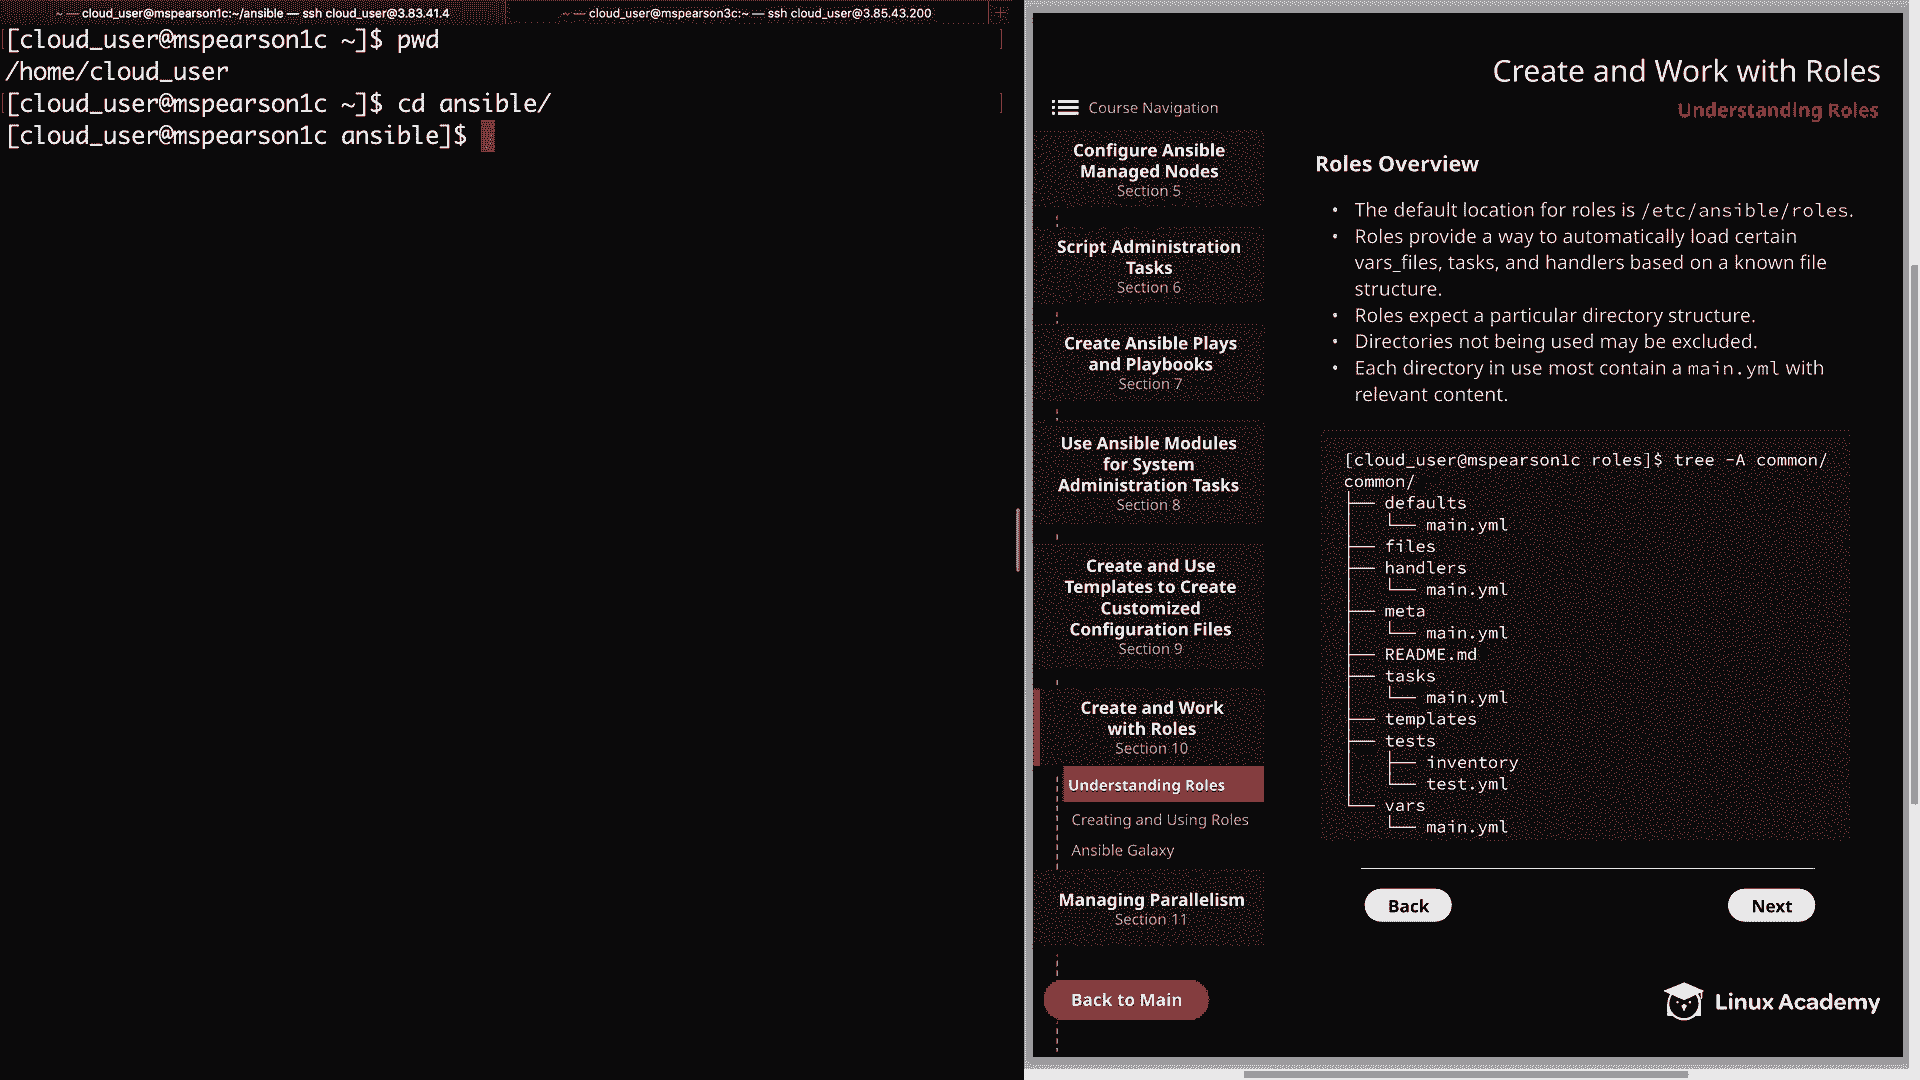 ~ — cloud_user@mspearson1c:~/ansible — ssh cloud_user@3.83.41.4
~ — cloud_user@mspearson3c:~ — ssh cloud_user@3.85.43.200
+
[cloud_user@mspearson1c ~]$ pwd
/home/cloud_user
[cloud_user@mspearson1c ~]$ cd ansible/
[cloud_user@mspearson1c ansible]$
Create and Work with Roles
Understanding Roles
Course Navigation
Configure Ansible
Managed Nodes
Section 5
Script Administration
Tasks
Section 6
Create Ansible Plays
and Playbooks
Section 7
Use Ansible Modules
for System
Administration Tasks
Section 8
Create and Use
Templates to Create
Customized
Configuration Files
Section 9
Create and Work
with Roles
Section 10
Understanding Roles
Creating and Using Roles
Ansible Galaxy
Managing Parallelism
Section 11
Back to Main
Roles Overview
• The default location for roles is /etc/ansible/roles.
• Roles provide a way to automatically load certain
vars_files, tasks, and handlers based on a known file
structure.
• Roles expect a particular directory structure.
• Directories not being used may be excluded.
• Each directory in use most contain a main.yml with
relevant content.
[cloud_user@mspearson1c roles]$ tree -A common/
common/
├── defaults
│   └── main.yml
├── files
├── handlers
│   └── main.yml
├── meta
│   └── main.yml
├── README.md
├── tasks
│   └── main.yml
├── templates
├── tests
│   ├── inventory
│   └── test.yml
└── vars
    └── main.yml
Back
Next
Linux Academy